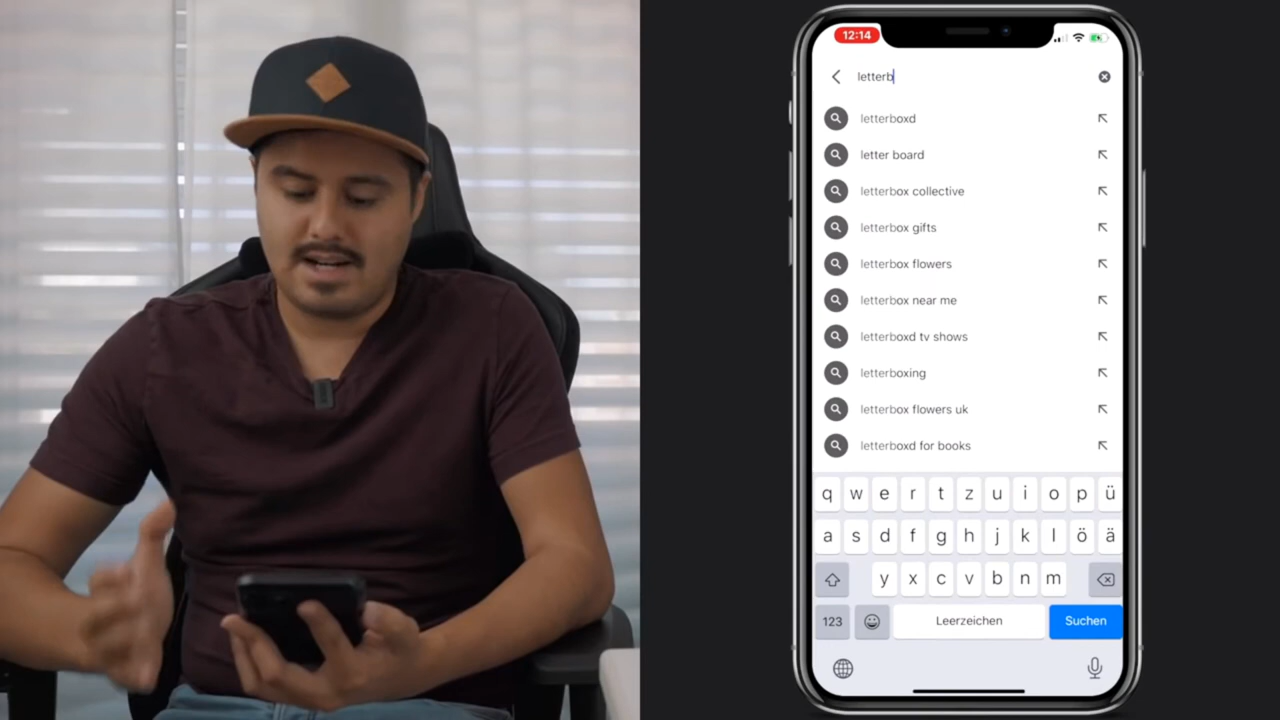 12:14
letterb
letterboxd
letter board
letterbox collective
letterbox gifts
letterbox flowers
letterbox near me
letterboxd tv shows
letterboxing
letterbox flowers uk
letterboxd for books
q w e r t z u i o p ü
a s d f g h j k l ö ä
y x c v b n m
123 Leerzeichen Suchen